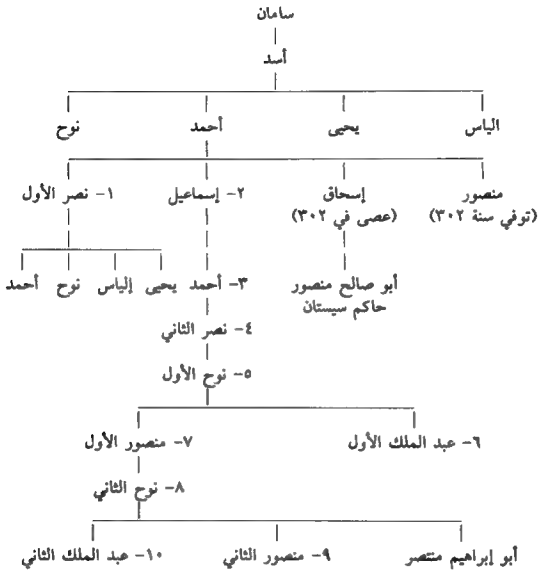 سامان
أسد
الياس يحيى أحمد نوح
منصور إسحاق ٢- إسماعيل ١- نصر الأول
(توفي سنة ٣٠٢) (عصى في ٣٠٢)
أبو صالح منصور ٣- أحمد يحيى إلياس نوح أحمد
حاكم سيستان
٤- نصر الثاني
٥- نوح الأول
٦- عبد الملك الأول ٧- منصور الأول
٨- نوح الثاني
أبو إبراهيم منتصر ٩- منصور الثاني ١٠- عبد الملك الثاني